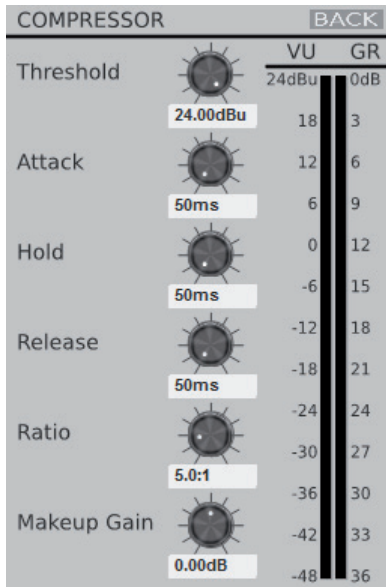 COMPRESSOR BACK
VU GR
Threshold
24.00dBu
Attack
50ms
Hold
50ms
Release
50ms
Ratio
5.0:1
Makeup Gain
0.00dB
24dBu 0dB
18 3
12 6
6 9
0 12
-6 15
-12 18
-18 21
-24 24
-30 27
-36 30
-42 33
-48 36